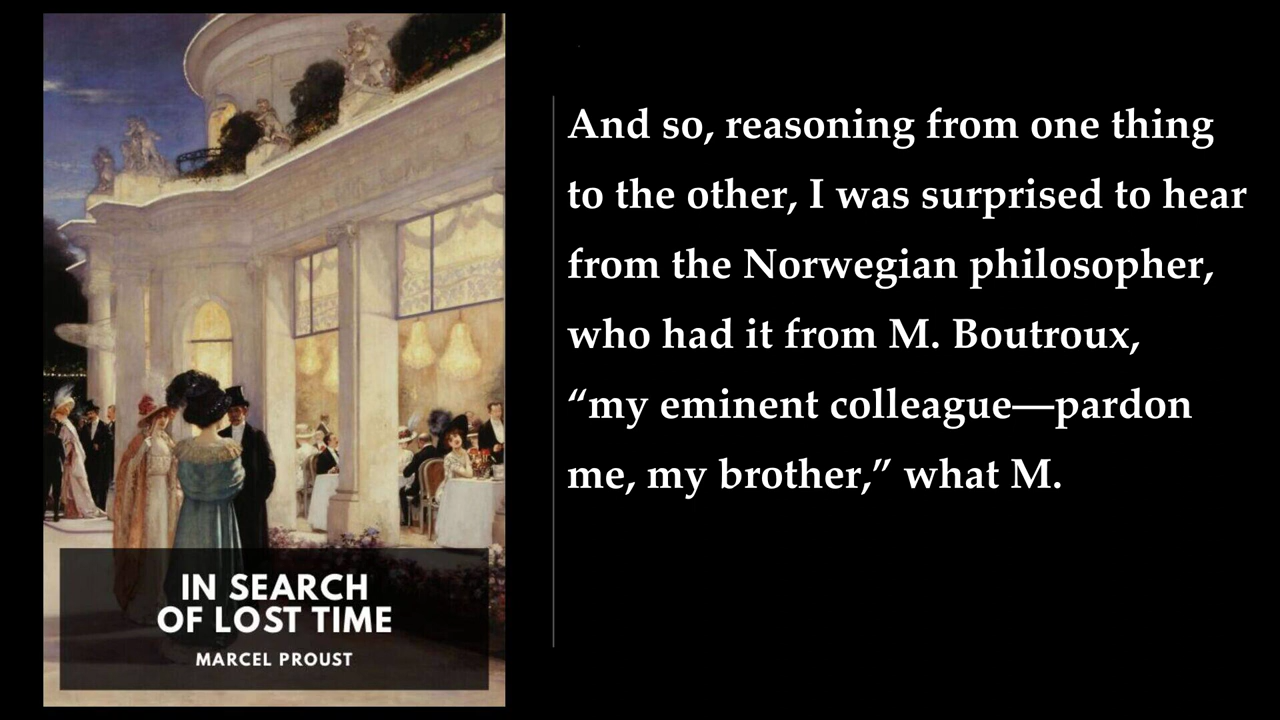 IN SEARCH
OF LOST TIME
MARCEL PROUST
And so, reasoning from one thing
to the other, I was surprised to hear
from the Norwegian philosopher,
who had it from M. Boutroux,
“my eminent colleague—pardon
me, my brother,” what M.